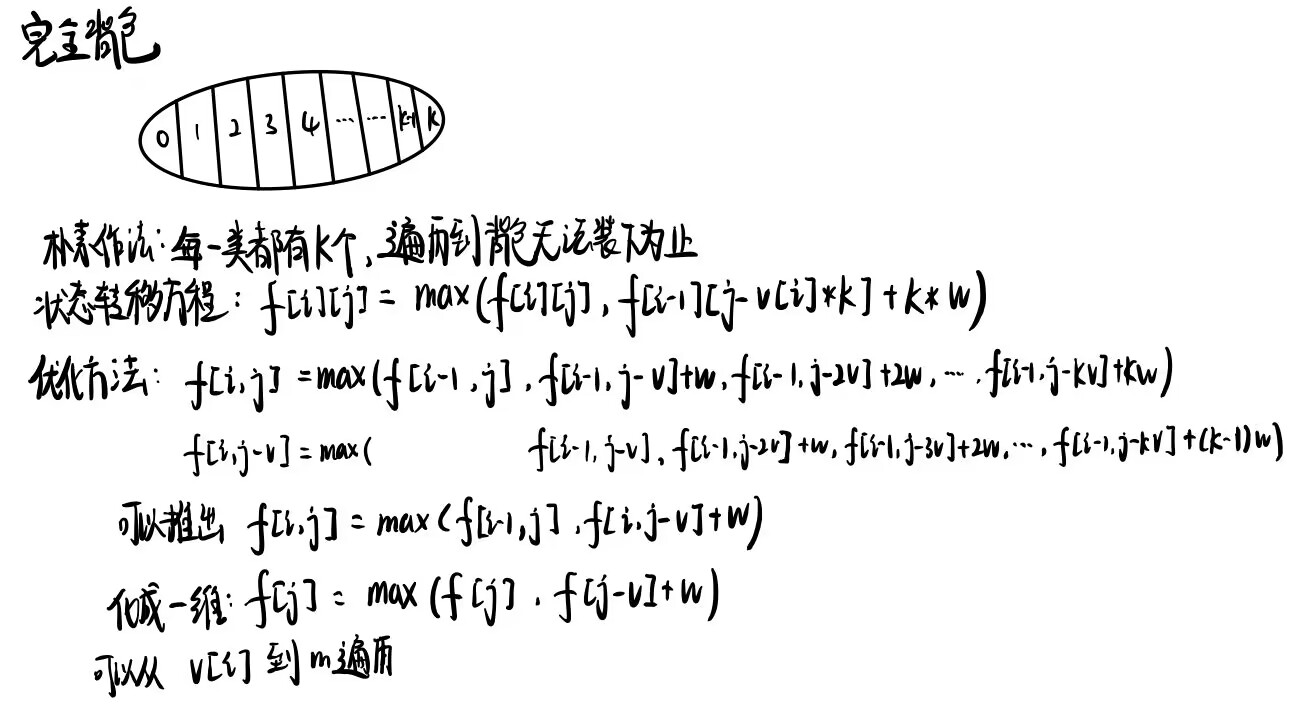 完全背包
0 1 2 3 4 ... ... k-1 k
朴素作法：每一类都有k个，遍历到背包无法装下为止
状态转移方程：f[i][j] = max(f[i][j], f[i-1][j-v[i]*k]+k*w)
优化方法：f[i,j] = max(f[i-1,j], f[i-1,j-v]+w, f[i-1,j-2v]+2w, ..., f[i-1,j-kv]+kw)
f[i,j-v] = max( f[i-1,j-v], f[i-1,j-2v]+w, f[i-1,j-3v]+2w, ..., f[i-1,j-kv]+(k-1)w)
可以推出 f[i,j] = max(f[i-1,j], f[i,j-v]+w)
化成一维：f[j] = max(f[j], f[j-v]+w)
可以从 v[i] 到 m遍历